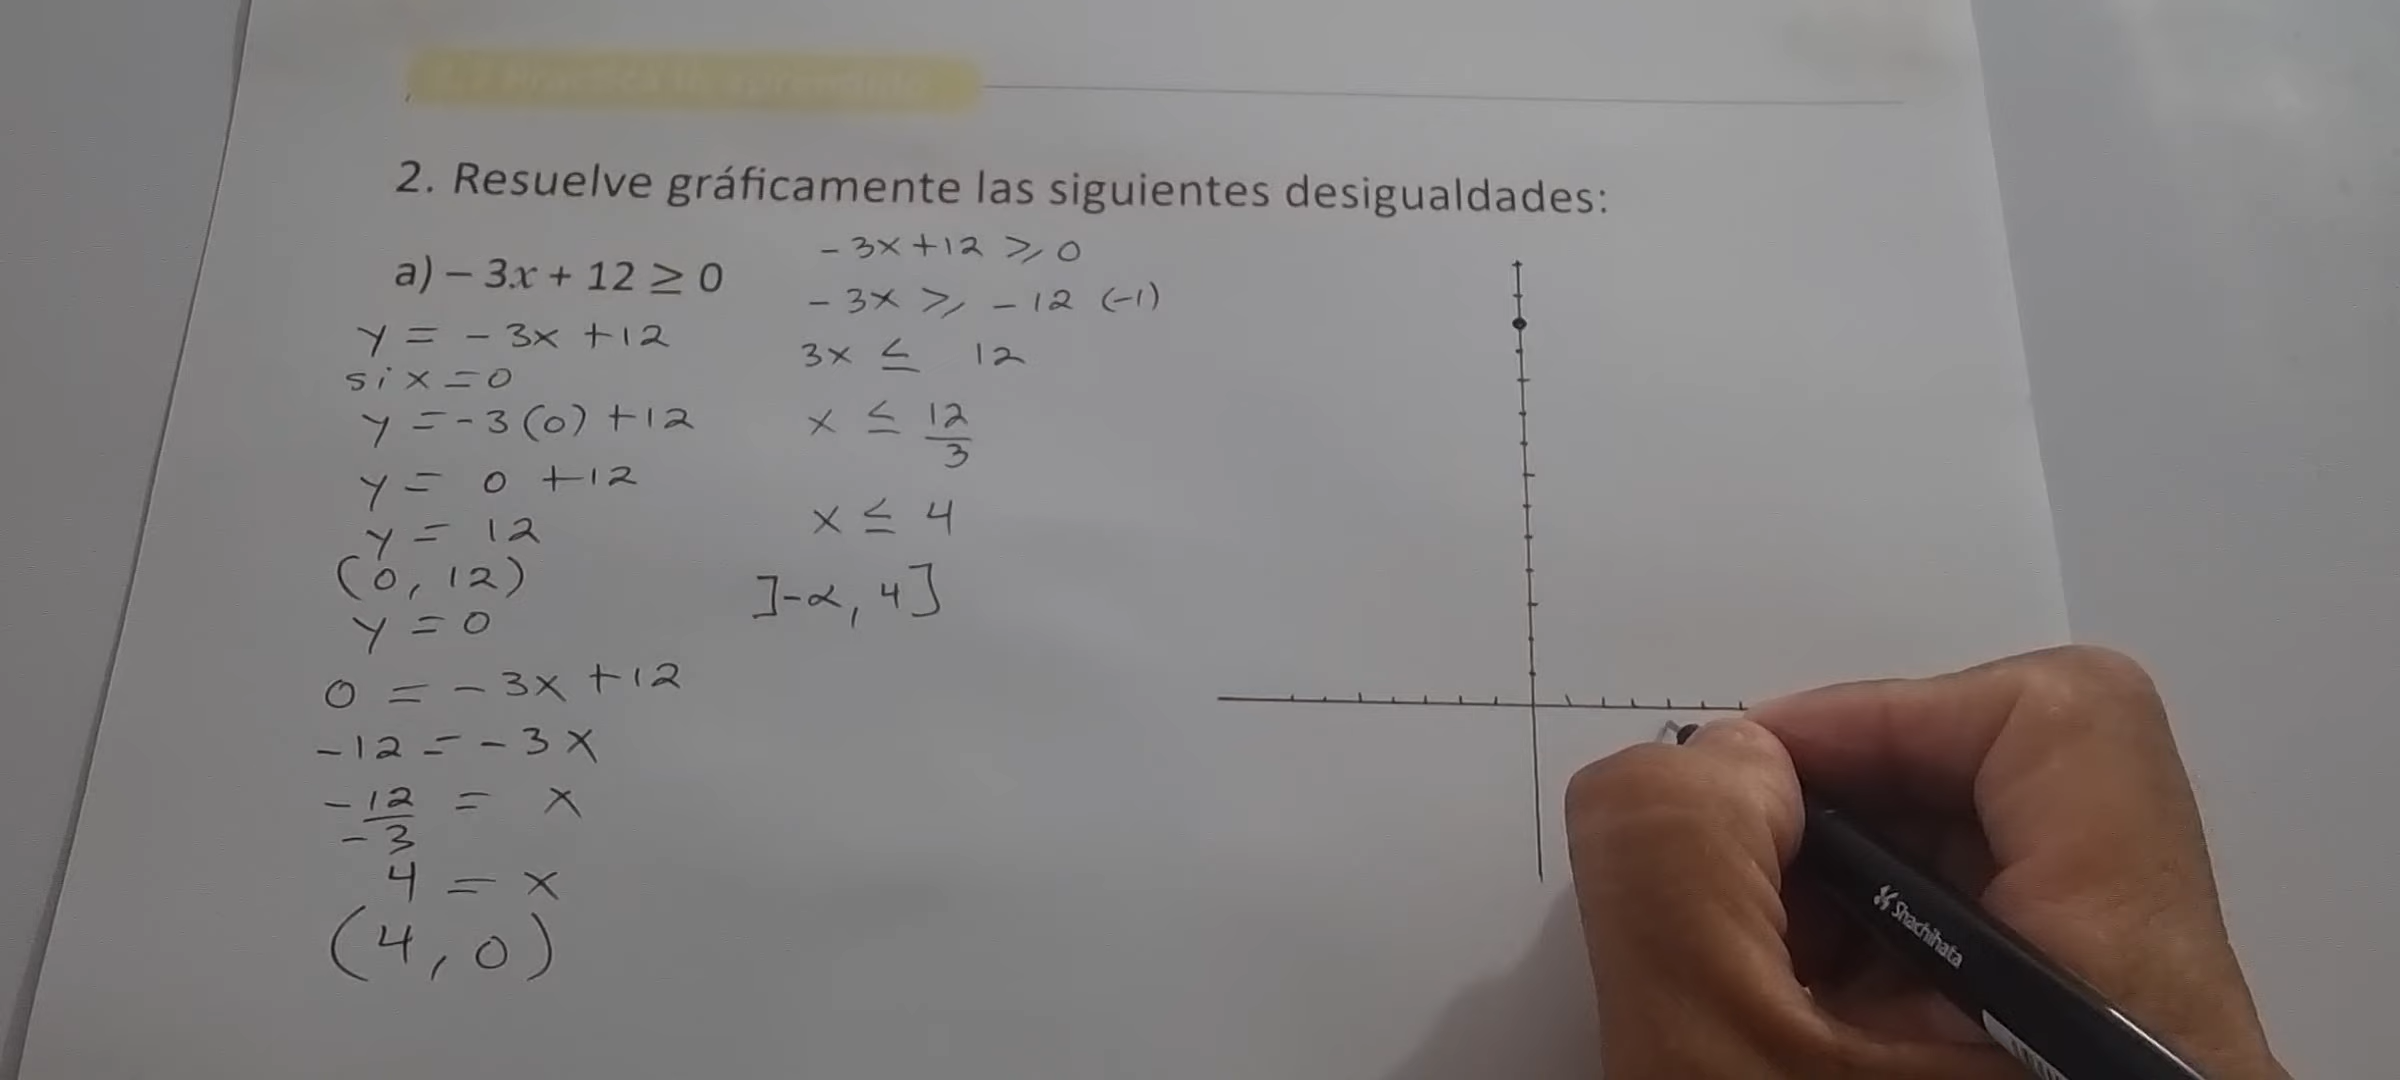 2. Resuelve gráficamente las siguientes desigualdades:
a) – 3x + 12 ≥ 0
y = - 3x + 12
si x = 0
y = -3 (0) + 12
y = 0 + 12
y = 12
(0, 12)
y = 0
0 = - 3x + 12
-12 = - 3 x
-12/-3 = x
4 = x
(4, 0)
- 3x + 12 ≥ 0
- 3x ≥ - 12 (-1)
3x ≤ 12
x ≤ 12/3
x ≤ 4
]-∝, 4]
Shachihata